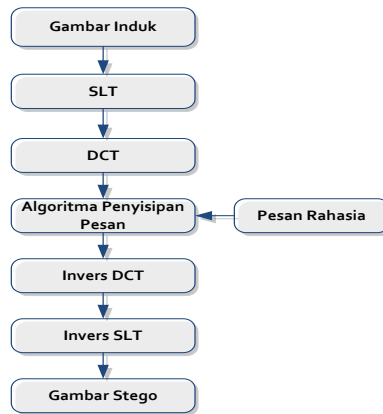 Gambar Induk
SLT
DCT
Algoritma Penyisipan
Pesan
Pesan Rahasia
Invers DCT
Invers SLT
Gambar Stego